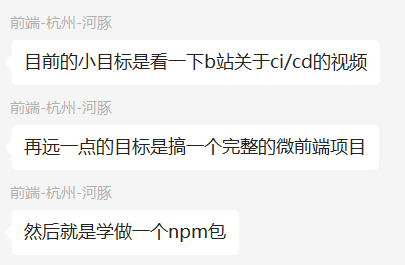 前端-杭州-河豚
目前的小目标是看一下b站关于ci/cd的视频
前端-杭州-河豚
再远一点的目标是搞一个完整的微前端项目
前端-杭州-河豚
然后就是学做一个npm包